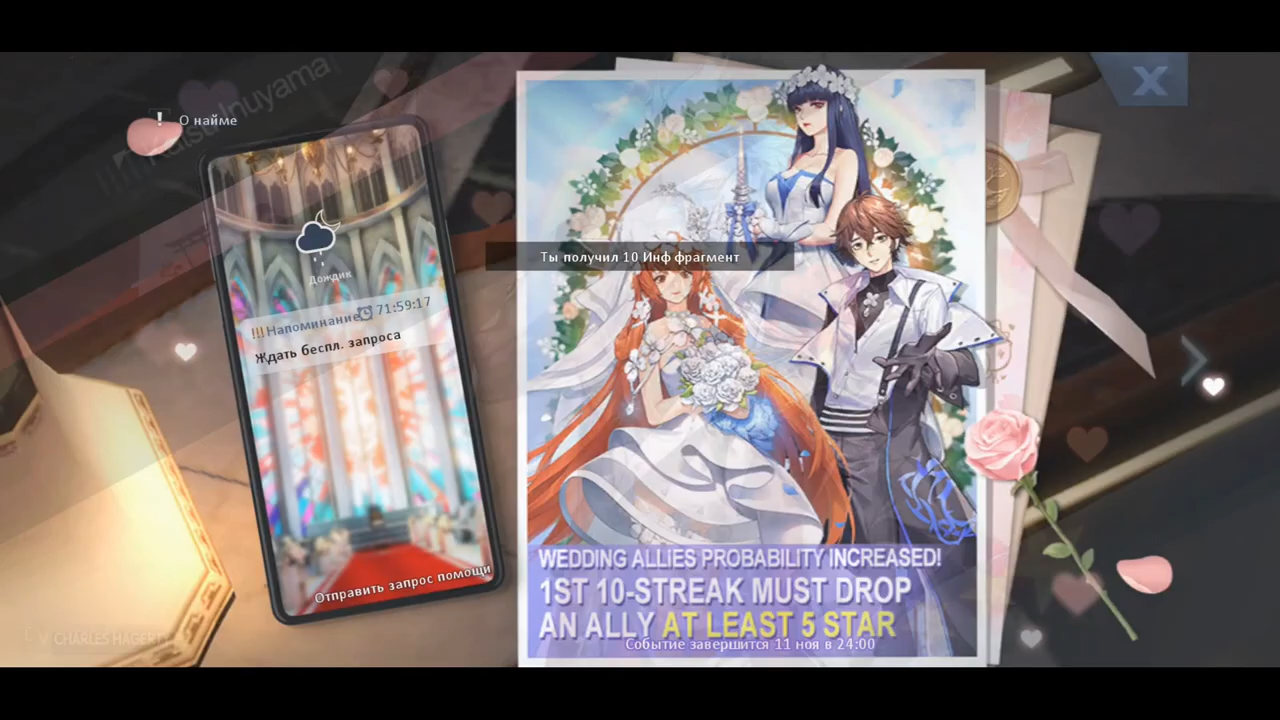 О найме
Дождик
!!!Напоминание 71:59:17
Ждать беспл. запроса
Отправить запрос помощи
Ты получил 10 Инф фрагмент
WEDDING ALLIES PROBABILITY INCREASED!
1ST 10-STREAK MUST DROP
AN ALLY AT LEAST 5 STAR
Событие завершится 11 ноя в 24:00
X